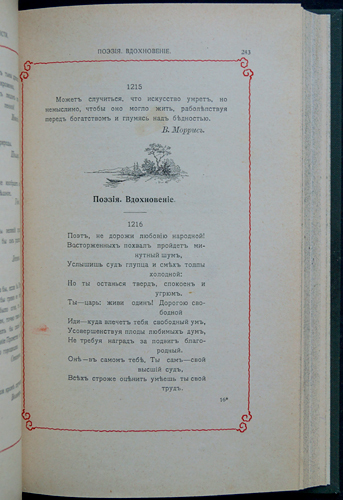 ПОЭЗІЯ. ВДОХНОВЕНІЕ.
243
1215
Можетъ случиться, что искусство умретъ, но
немыслимо, чтобы оно могло жить, раболѣпствуя
передъ богатствомъ и глумясь надъ бѣдностью.
В. Моррисъ.
Поэзія. Вдохновеніе.
1216
Поэтъ, не дорожи любовію народной!
Восторженныхъ похвалъ пройдетъ ми-
нутный шумъ,
Услышишь судъ глупца и смѣхъ толпы
холодной:
Но ты останься твердъ, спокоенъ и
угрюмъ,
Ты—царь: живи одинъ! Дорогою сво-
бодной
Иди—куда влечетъ тебя свободный умъ,
Усовершенствуя плоды любимыхъ думъ,
Не требуя наградъ за подвигъ благо-
родный.
Онѣ—въ самомъ тебѣ. Ты самъ—свой
высшій судъ,
Всѣхъ строже оцѣнить умѣешь ты свой
трудъ.
16*